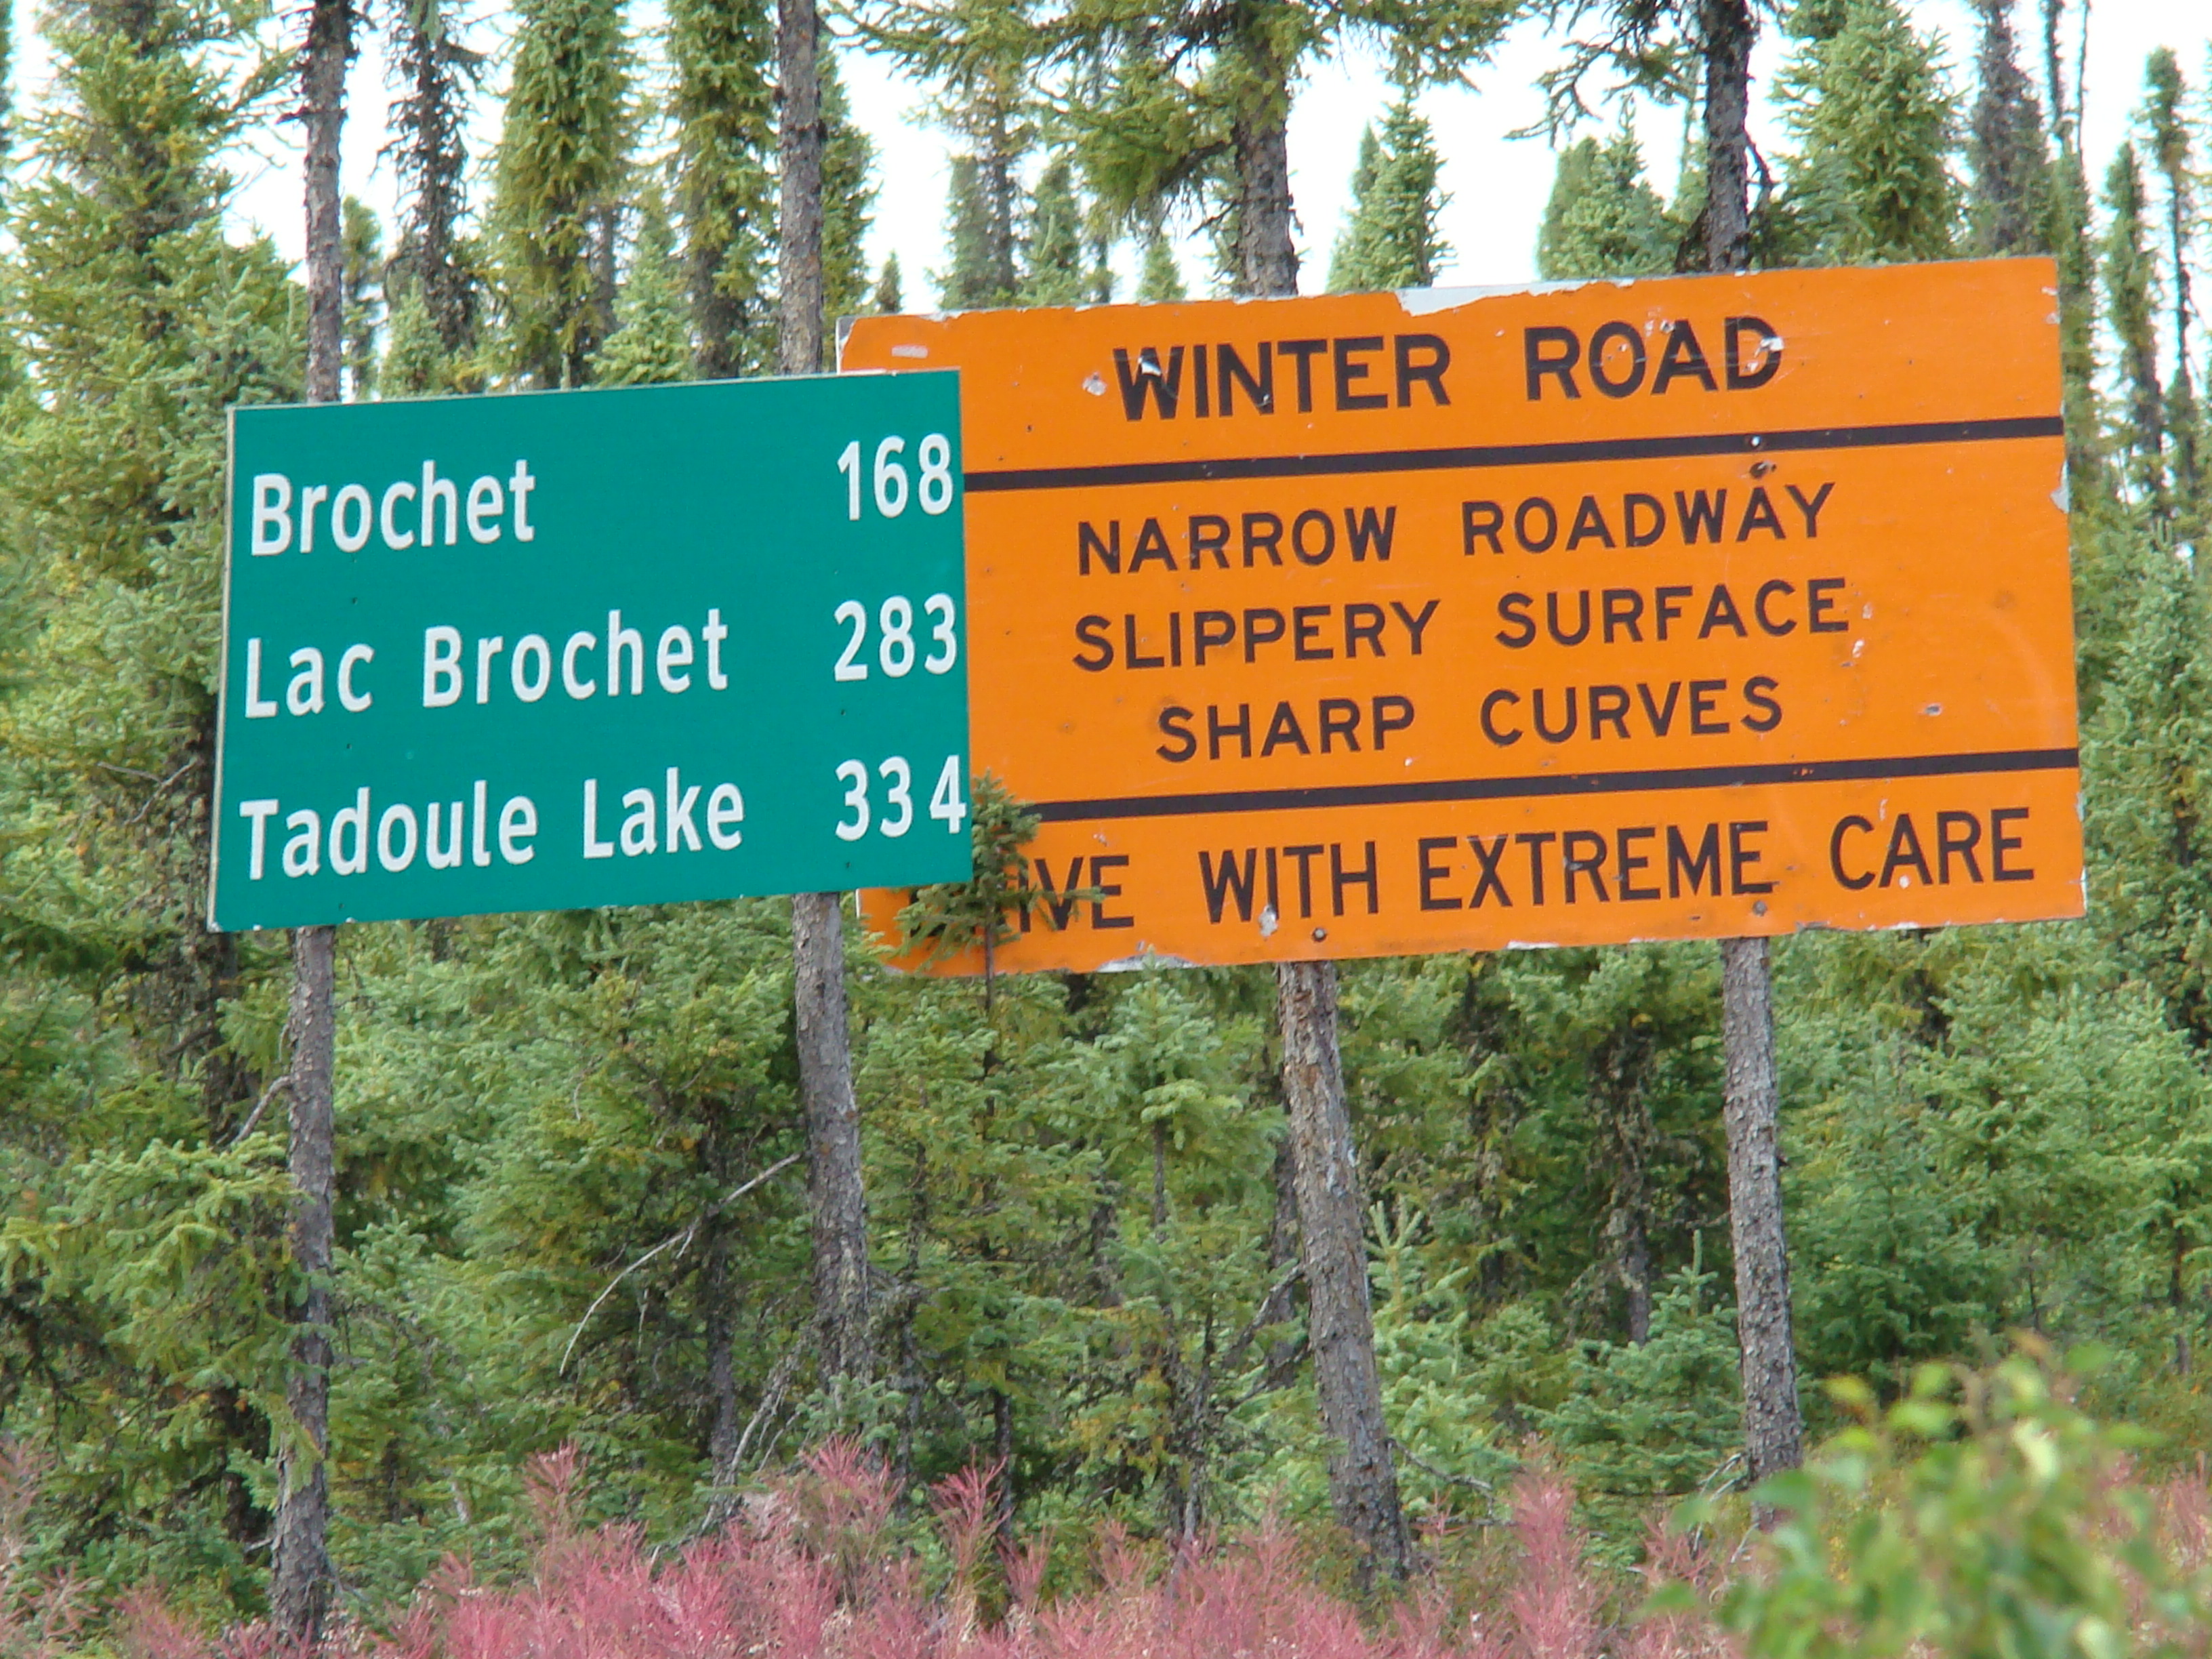 Brochet 168
Lac Brochet 283
Tadoule Lake 334
WINTER ROAD
NARROW ROADWAY
SLIPPERY SURFACE
SHARP CURVES
WITH EXTREME CARE